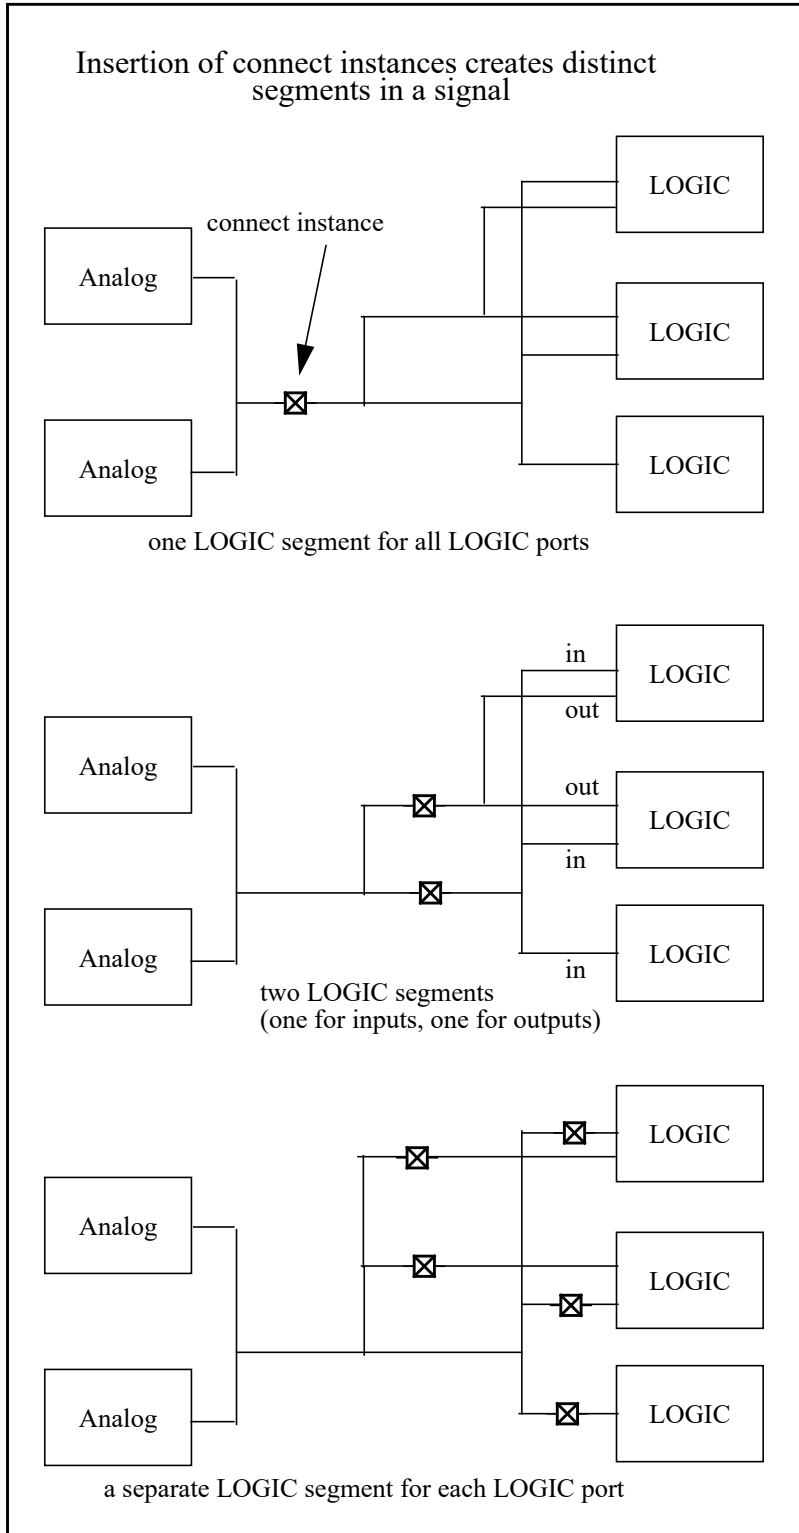 Insertion of connect instances creates distinct
segments in a signal
LOGIC
connect instance
Analog
LOGIC
Analog
LOGIC
one LOGIC segment for all LOGIC ports
in
LOGIC
out
Analog
out
LOGIC
in
Analog
LOGIC
in
two LOGIC segments
(one for inputs, one for outputs)
LOGIC
Analog
LOGIC
Analog
LOGIC
a separate LOGIC segment for each LOGIC port